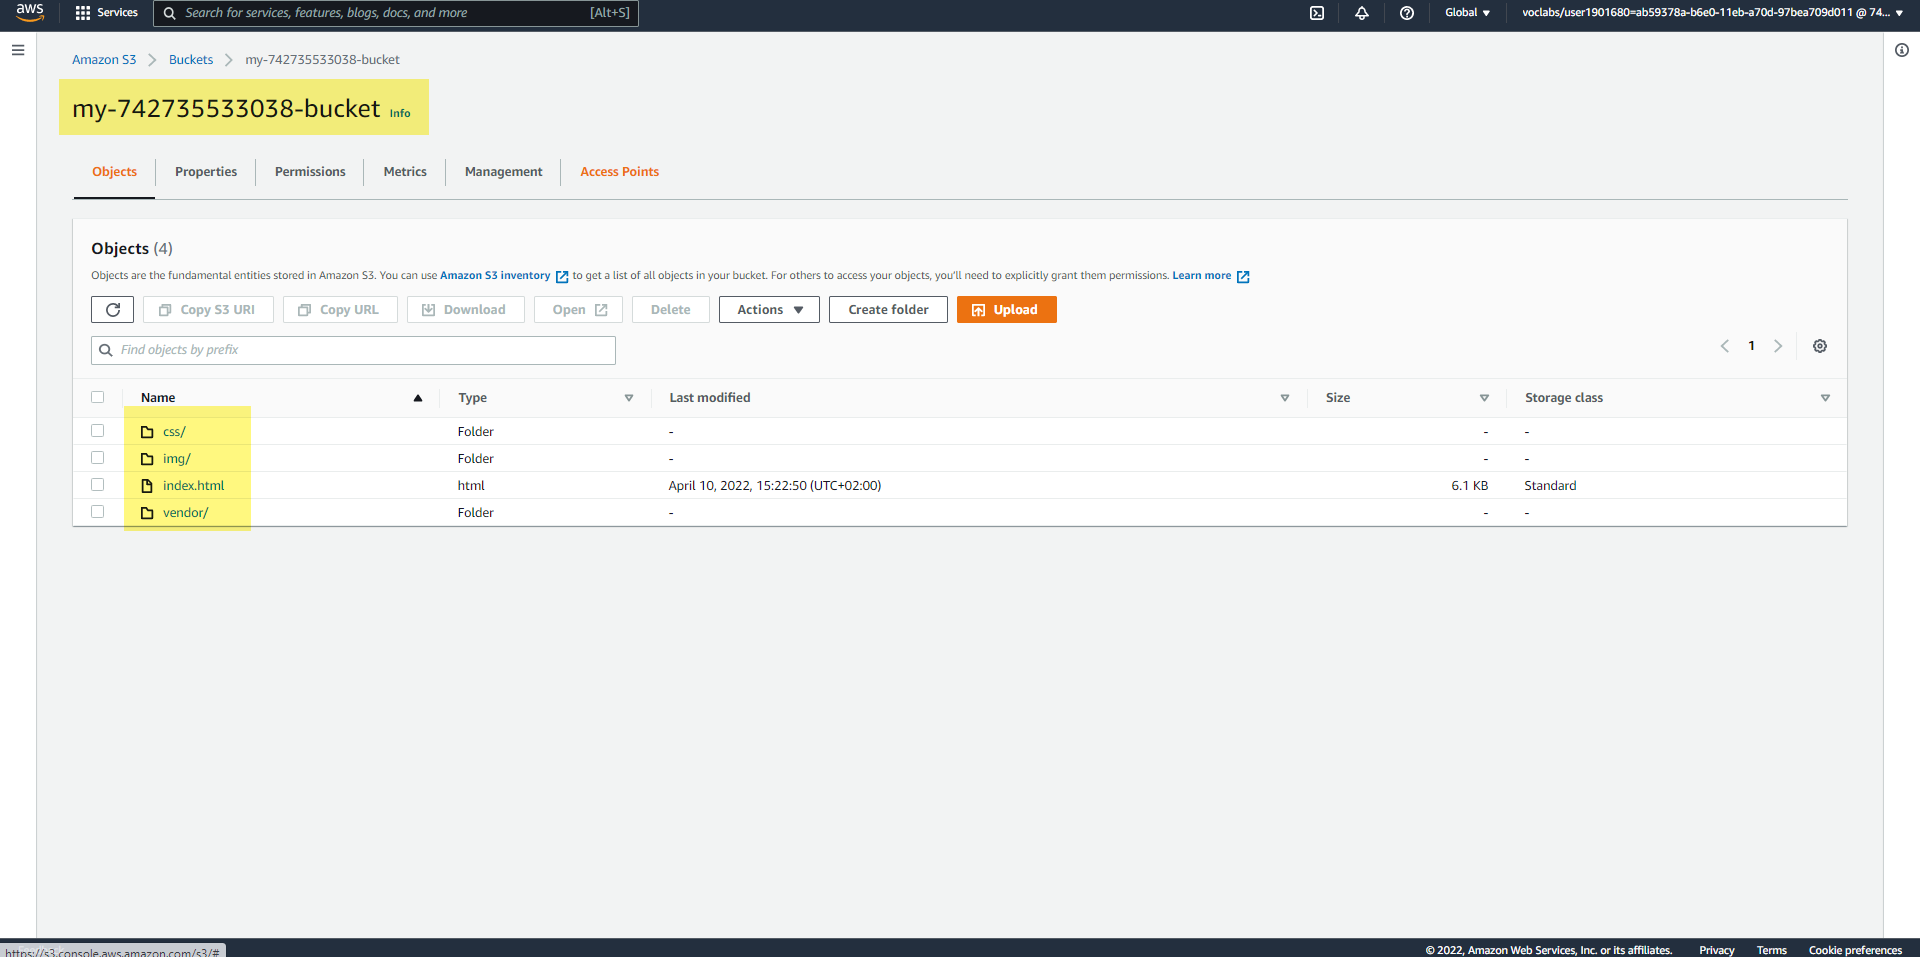 aws Services Search for services, features, blogs, docs, and more [Alt+S] Global voclabs/user1901680=ab59378a-b6e0-11eb-a70d-97bea709d011 @ 74...
Amazon S3 Buckets my-742735533038-bucket
my-742735533038-bucket Info
Objects Properties Permissions Metrics Management Access Points
Objects (4)
Objects are the fundamental entities stored in Amazon S3. You can use Amazon S3 inventory to get a list of all objects in your bucket. For others to access your objects, you'll need to explicitly grant them permissions. Learn more
Copy S3 URI Copy URL Download Open Delete Actions Create folder Upload
Find objects by prefix 1
Name Type Last modified Size Storage class
css/ Folder - - -
img/ Folder - - -
index.html html April 10, 2022, 15:22:50 (UTC+02:00) 6.1 KB Standard
vendor/ Folder - - -
https://s3.console.aws.amazon.com/s3/# © 2022, Amazon Web Services, Inc. or its affiliates. Privacy Terms Cookie preferences